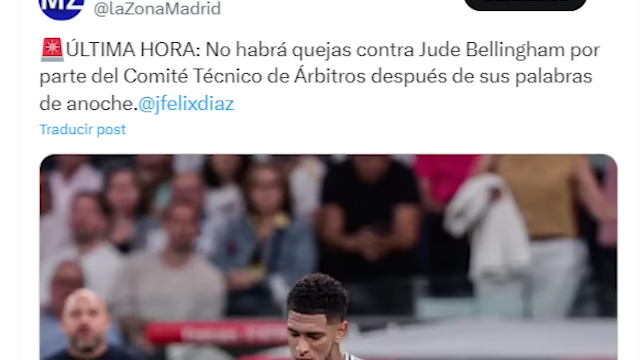 MZ
@laZonaMadrid
🚨ÚLTIMA HORA: No habrá quejas contra Jude Bellingham por
parte del Comité Técnico de Árbitros después de sus palabras
de anoche.@jfelixdiaz
Traducir post